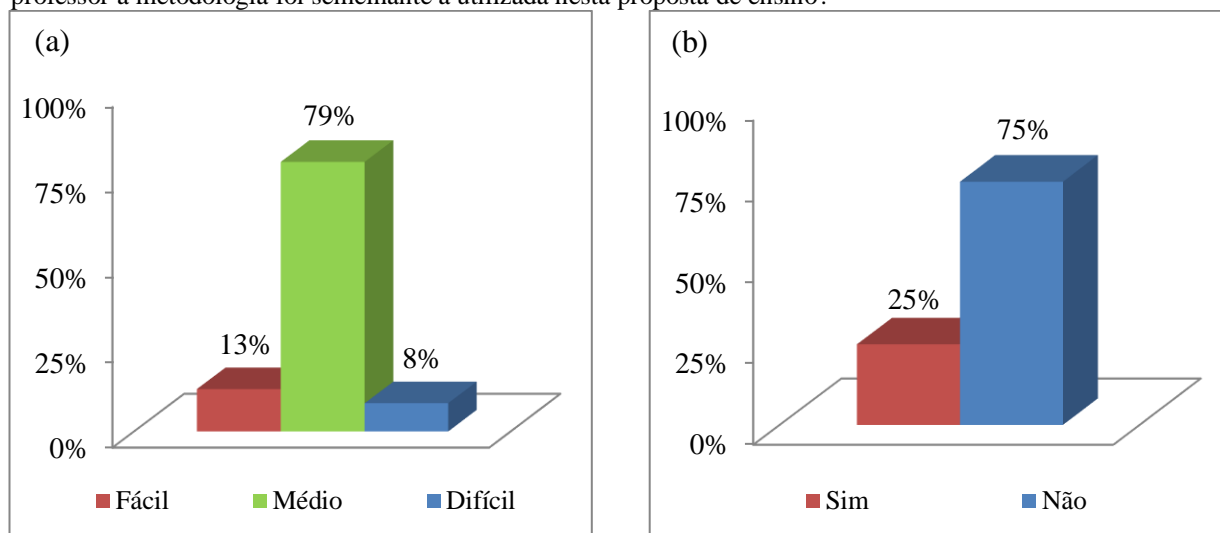 professor a metodologia foi semelhante à utilizada nesta proposta de ensino?
(a)
100%
75%
50%
25%
0%
13%
79%
8%
Fácil
Médio
Difícil
(b)
100%
75%
50%
25%
0%
25%
75%
Sim
Não